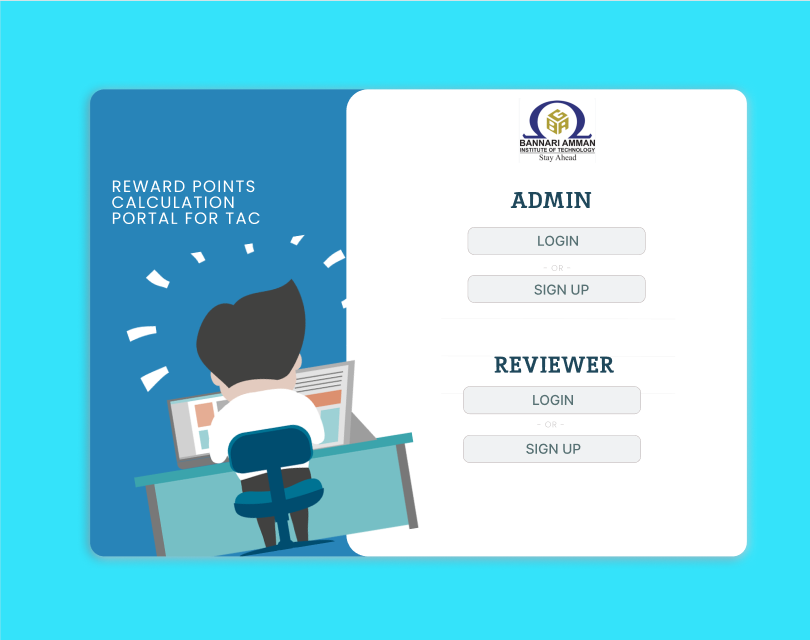 REWARD POINTS
CALCULATION
PORTAL FOR TAC
GBA
BANNARI AMMAN
INSTITUTE OF TECHNOLOGY
Stay Ahead
ADMIN
LOGIN
- OR -
SIGN UP
REVIEWER
LOGIN
- OR -
SIGN UP